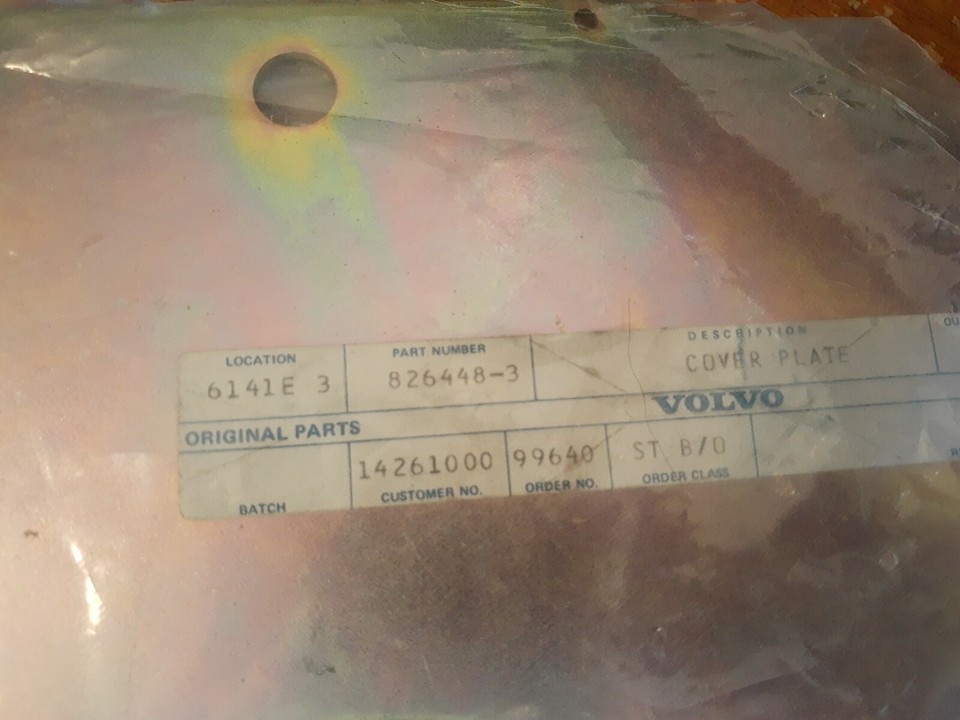 LOCATION PART NUMBER DESCRIPTION
6141E 3 826448-3 COVER PLATE
ORIGINAL PARTS VOLVO
14261000 99640 ST B/O
BATCH CUSTOMER NO. ORDER NO. ORDER CLASS